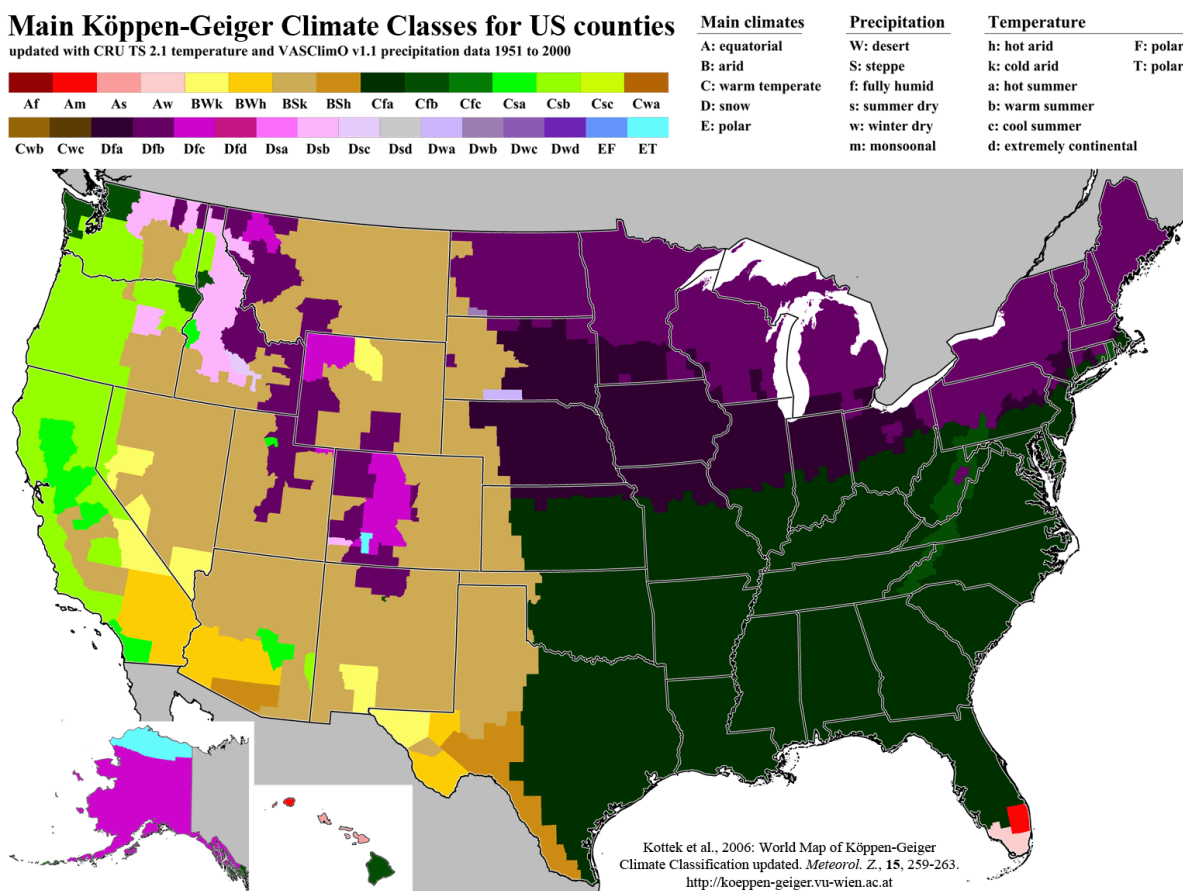 Main Köppen-Geiger Climate Classes for US counties
updated with CRU TS 2.1 temperature and VASClimO v1.1 precipitation data 1951 to 2000
Af Am As Aw BWk BWh BSk BSh Cfa Cfb Cfc Csa Csb Csc Cwa
Cwb Cwc Dfa Dfb Dfc Dfd Dsa Dsb Dsc Dsd Dwa Dwb Dwc Dwd EF ET
Main climates
A: equatorial
B: arid
C: warm temperate
D: snow
E: polar
Precipitation
W: desert
S: steppe
f: fully humid
s: summer dry
w: winter dry
m: monsoonal
Temperature
h: hot arid
k: cold arid
a: hot summer
b: warm summer
c: cool summer
d: extremely continental
F: polar
T: polar
Kottek et al., 2006: World Map of Köppen-Geiger
Climate Classification updated. Meteorol. Z., 15, 259-263.
http://koeppen-geiger.vu-wien.ac.at